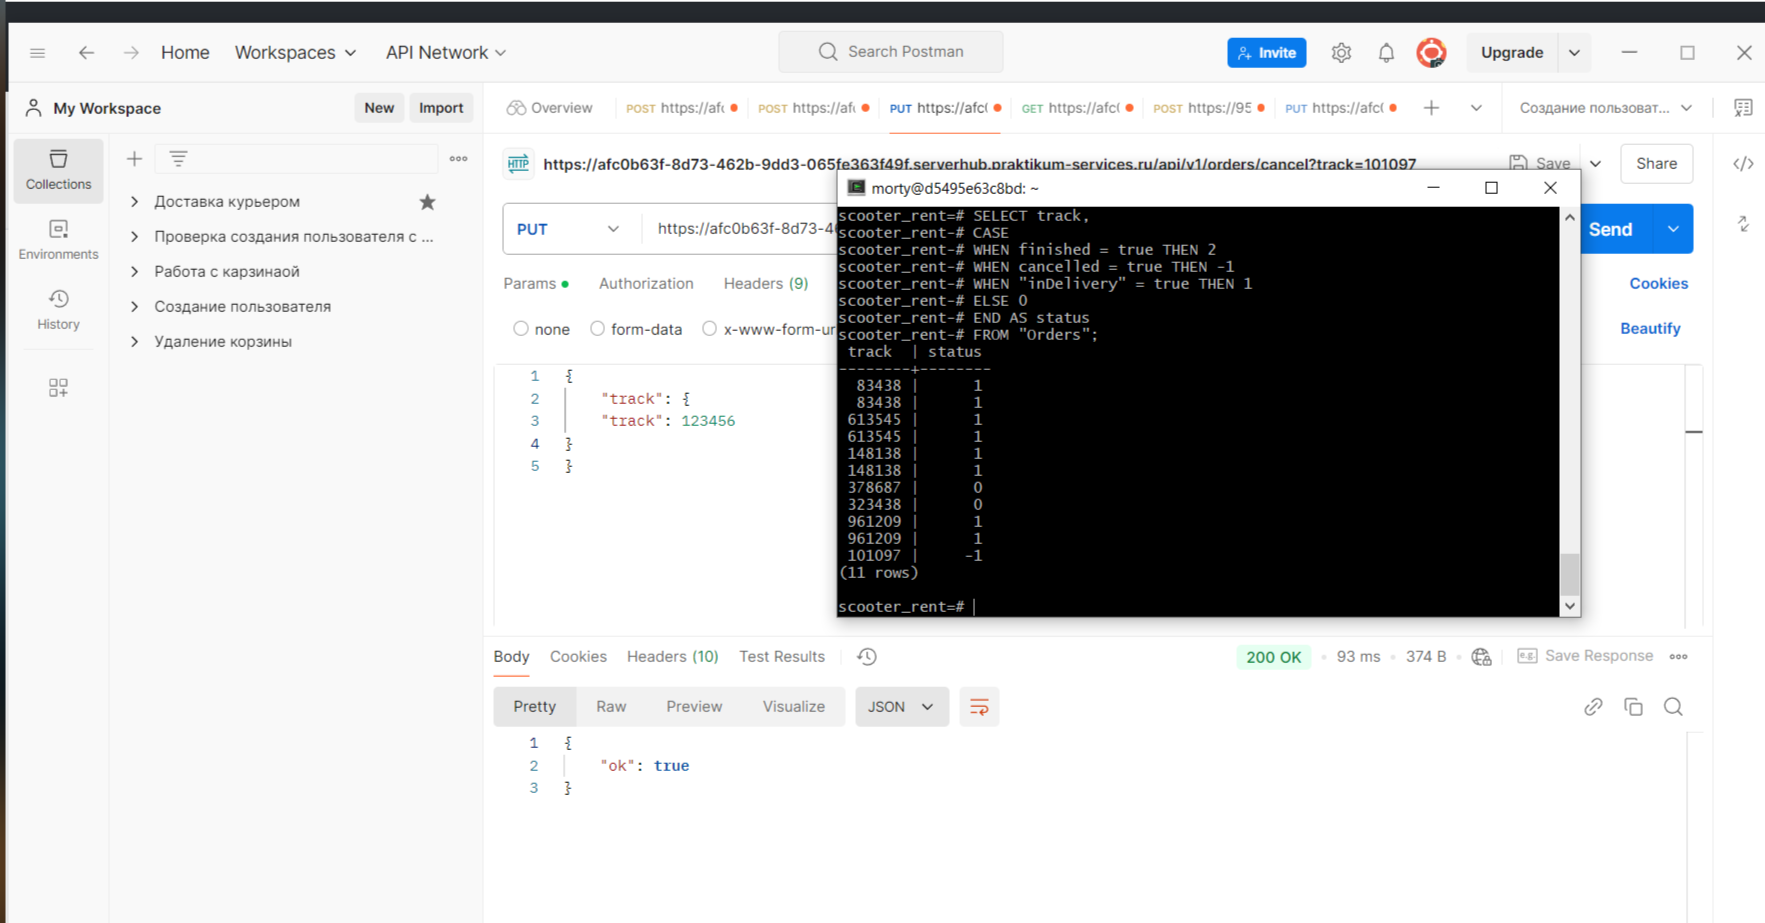 Home Workspaces API Network Search Postman Invite Upgrade
My Workspace New Import Overview POST https://afc POST https://afc PUT https://afc( GET https://afc( POST https://95 PUT https://afc( Создание пользоват...
Collections
Environments
History
Доставка курьером
Проверка создания пользователя с ...
Работа с карзинаой
Создание пользователя
Удаление корзины
HTTP https://afc0b63f-8d73-462b-9dd3-065fe363f49f.serverhub.praktikum-services.ru/api/v1/orders/cancel?track=101097 Save Share
PUT https://afc0b63f-8d73-4 Send
Params Authorization Headers (9) Cookies
none form-data x-www-form-ur Beautify
1 {
2 "track": {
3 "track": 123456
4 }
5 }
morty@d5495e63c8bd: ~
scooter_rent=# SELECT track,
scooter_rent-# CASE
scooter_rent-# WHEN finished = true THEN 2
scooter_rent-# WHEN cancelled = true THEN -1
scooter_rent-# WHEN "inDelivery" = true THEN 1
scooter_rent-# ELSE 0
scooter_rent-# END AS status
scooter_rent-# FROM "Orders";
track | status
--------+--------
83438 | 1
83438 | 1
613545 | 1
613545 | 1
148138 | 1
148138 | 1
378687 | 0
323438 | 0
961209 | 1
961209 | 1
101097 | -1
(11 rows)
scooter_rent=#
Body Cookies Headers (10) Test Results 200 OK 93 ms 374 B e.g. Save Response
Pretty Raw Preview Visualize JSON
1 {
2 "ok": true
3 }